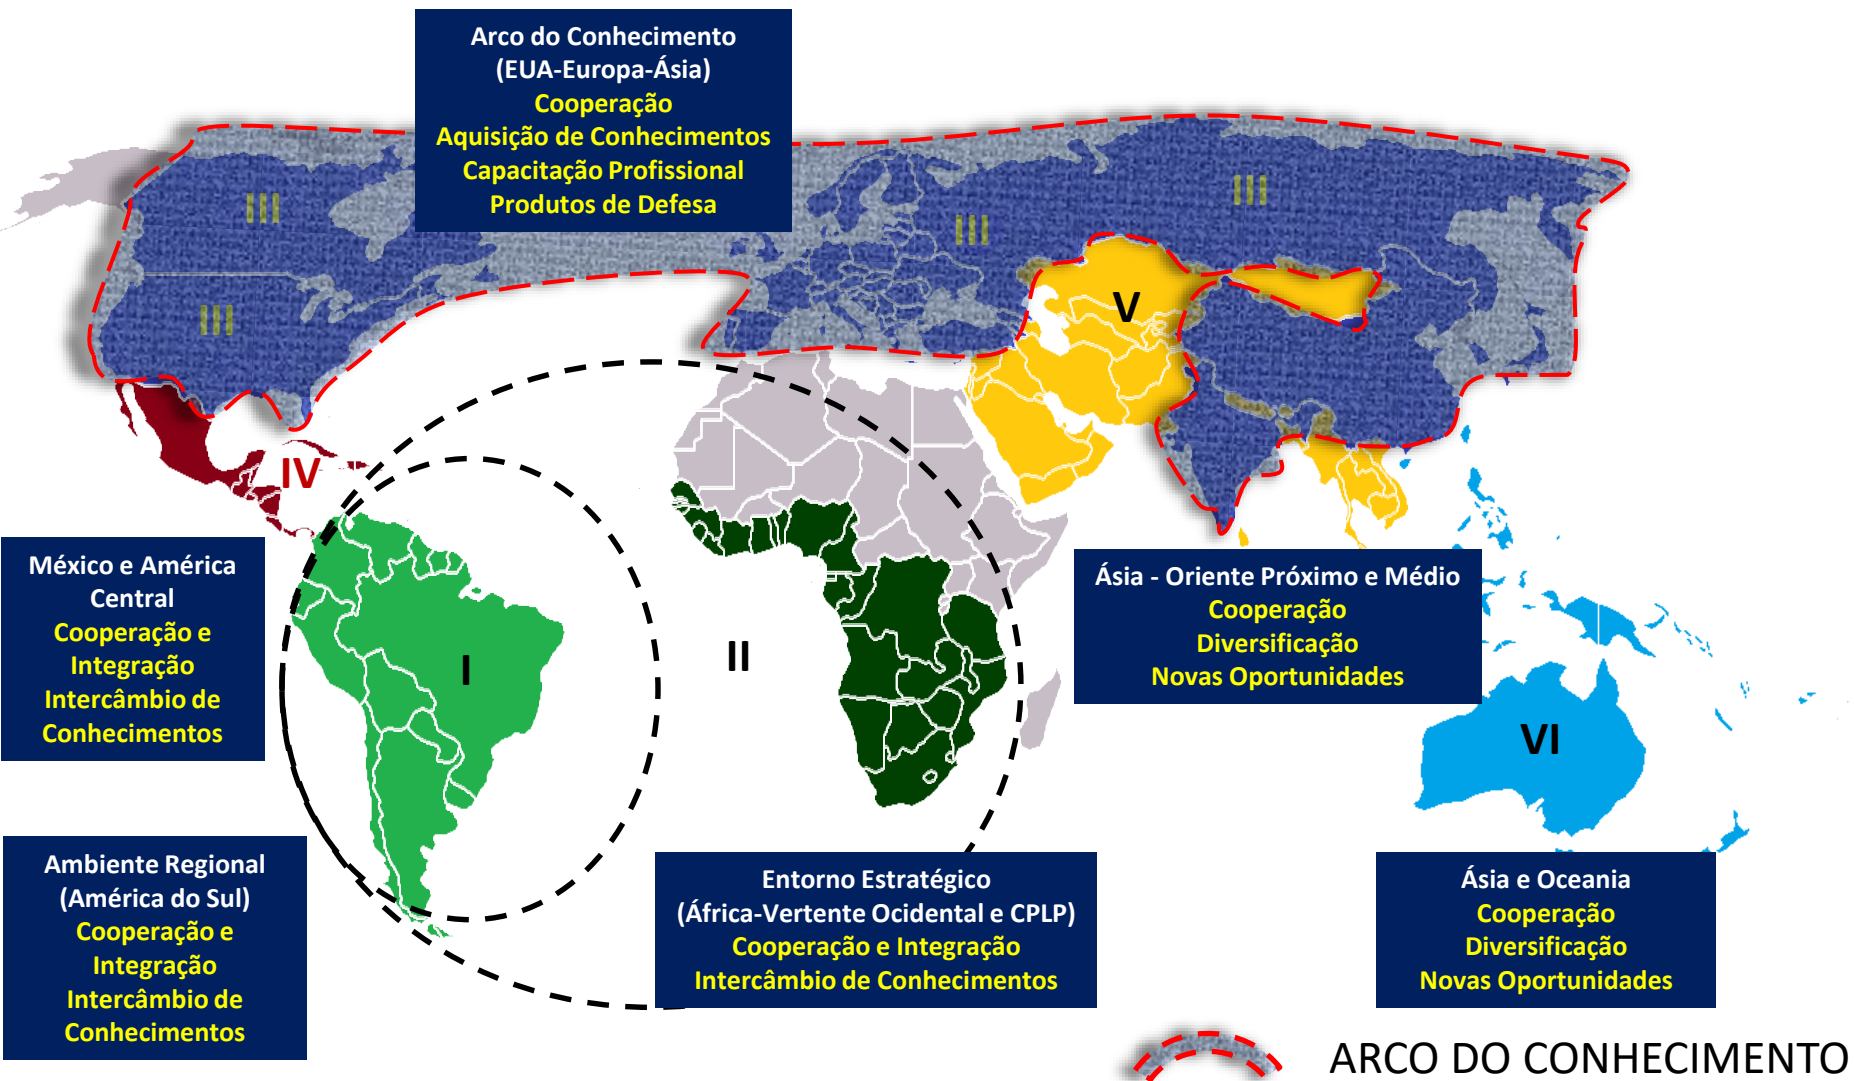 Arco do Conhecimento
(EUA-Europa-Ásia)
Cooperação
Aquisição de Conhecimentos
Capacitação Profissional
Produtos de Defesa
III
III
III
III
V
IV
México e América
Central
Cooperação e
Integração
Intercâmbio de
Conhecimentos
I
II
Ásia - Oriente Próximo e Médio
Cooperação
Diversificação
Novas Oportunidades
VI
Ambiente Regional
(América do Sul)
Cooperação e
Integração
Intercâmbio de
Conhecimentos
Entorno Estratégico
(África-Vertente Ocidental e CPLP)
Cooperação e Integração
Intercâmbio de Conhecimentos
Ásia e Oceania
Cooperação
Diversificação
Novas Oportunidades
ARCO DO CONHECIMENTO